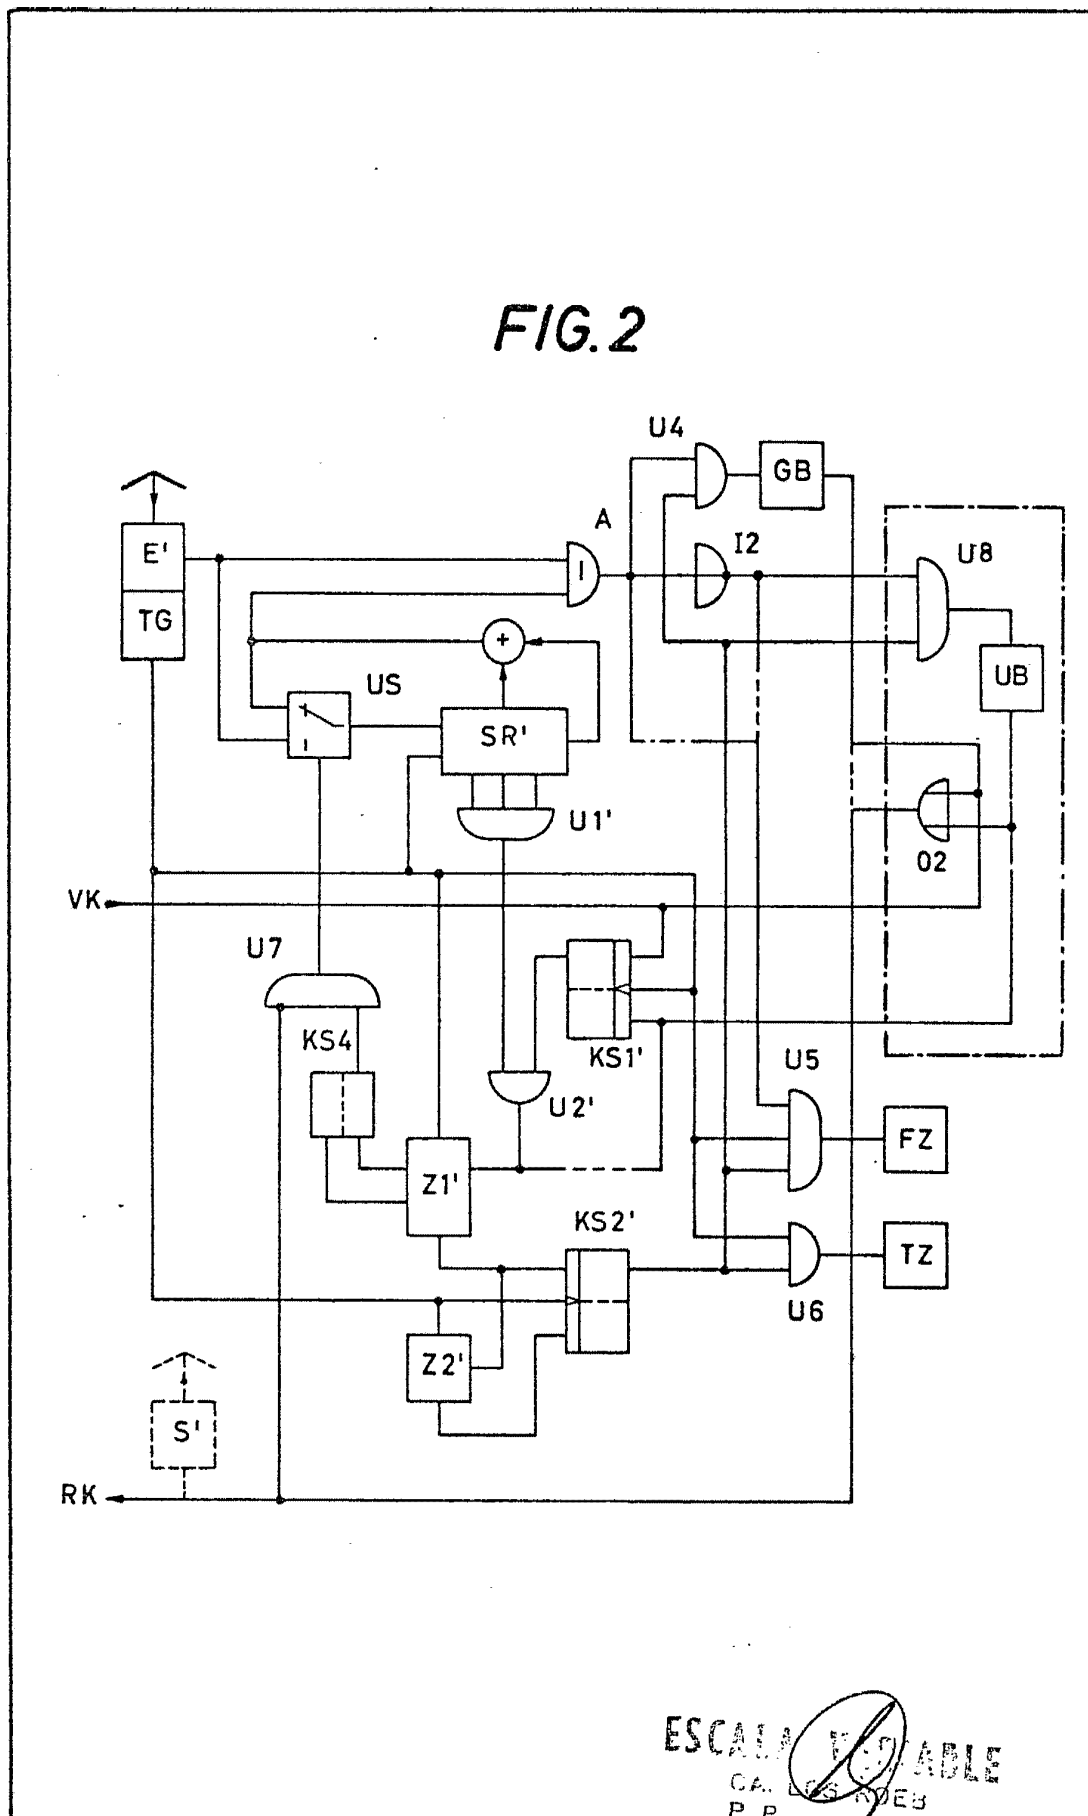 FIG. 2
U4
GB
A
I2
U8
E'
TG
+
US
UB
SR'
U1'
O2
VK
U7
KS4
KS1'
U5
U2'
FZ
Z1'
KS2'
TZ
U6
Z2'
S'
RK
ESCALA VARIABLE
P. P.